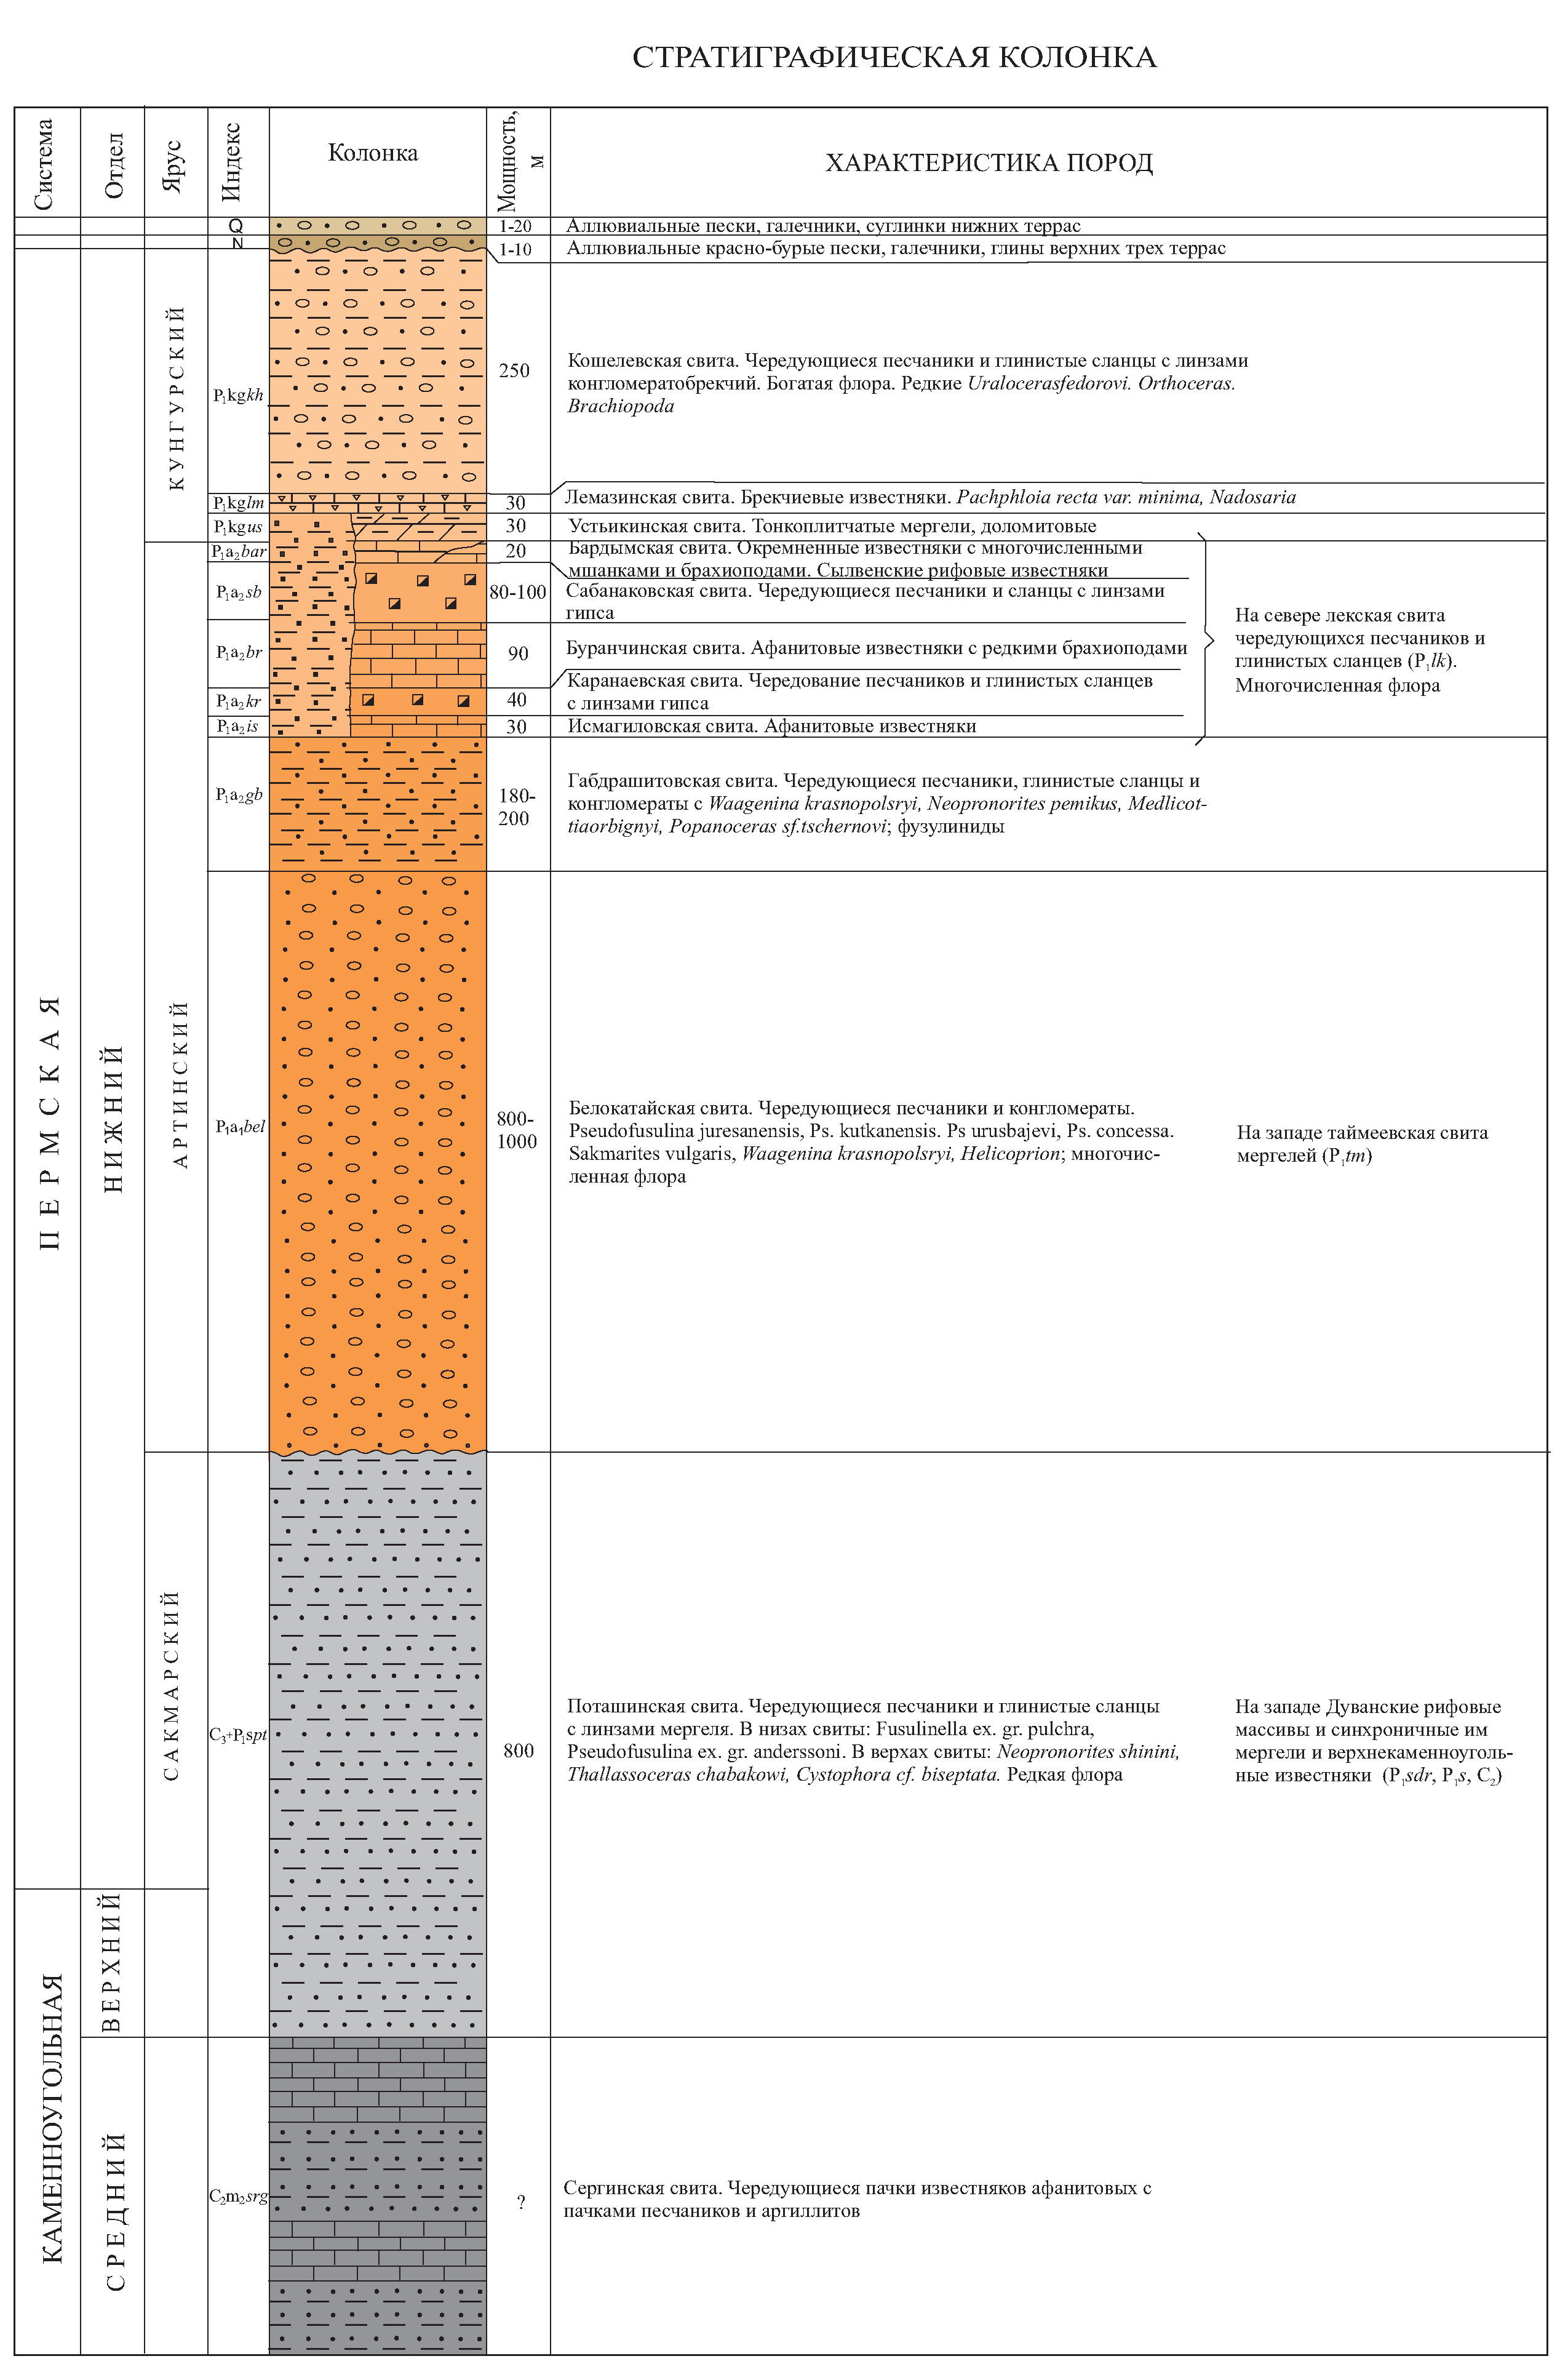 СТРАТИГРАФИЧЕСКАЯ КОЛОНКА
Система
Отдел
Ярус
Индекс
Колонка
Мощность, м
ХАРАКТЕРИСТИКА ПОРОД
Q
1-20
Аллювиальные пески, галечники, суглинки нижних террас
N
1-10
Аллювиальные красно-бурые пески, галечники, глины верхних трех террас
ПЕРМСКАЯ
НИЖНИЙ
КУНГУРСКИЙ
P₁kgkh
250
Кошелевская свита. Чередующиеся песчаники и глинистые сланцы с линзами
конгломератобрекчий. Богатая флора. Редкие Uralocerasfedorovi. Orthoceras.
Brachiopoda
P₁kglm
30
Лемазинская свита. Брекчиевые известняки. Pachphloia recta var. minima, Nadosaria
P₁kgus
30
Устьикинская свита. Тонкоплитчатые мергели, доломитовые
АРТИНСКИЙ
P₁a₂bar
20
Бардымская свита. Окремненные известняки с многочисленными
мшанками и брахиоподами. Сылвенские рифовые известняки
P₁a₂sb
80-100
Сабанаковская свита. Чередующиеся песчаники и сланцы с линзами
гипса
P₁a₂br
90
Буранчинская свита. Афанитовые известняки с редкими брахиоподами
P₁a₂kr
40
Каранаевская свита. Чередование песчаников и глинистых сланцев
с линзами гипса
P₁a₂is
30
Исмагиловская свита. Афанитовые известняки
На севере лекская свита
чередующихся песчаников и
глинистых сланцев (P₁lk).
Многочисленная флора
P₁a₂gb
180-
200
Габдрашитовская свита. Чередующиеся песчаники, глинистые сланцы и
конгломераты с Waagenina krasnopolsryi, Neopronorites pemikus, Medlicot-
tiaorbignyi, Popanoceras sf.tschernovi; фузулиниды
P₁a₁bel
800-
1000
Белокатайская свита. Чередующиеся песчаники и конгломераты.
Pseudofusulina juresanensis, Ps. kutkanensis. Ps urusbajevi, Ps. concessa.
Sakmarites vulgaris, Waagenina krasnopolsryi, Helicoprion; многочис-
ленная флора
На западе таймеевская свита
мергелей (P₁tm)
САКМАРСКИЙ
C₃+P₁spt
800
Поташинская свита. Чередующиеся песчаники и глинистые сланцы
с линзами мергеля. В низах свиты: Fusulinella ex. gr. pulchra,
Pseudofusulina ex. gr. anderssoni. В верхах свиты: Neopronorites shinini,
Thallassoceras chabakowi, Cystophora cf. biseptata. Редкая флора
На западе Дуванские рифовые
массивы и синхроничные им
мергели и верхнекаменноуголь-
ные известняки (P₁sdr, P₁s, C₂)
КАМЕННОУГОЛЬНАЯ
ВЕРХНИЙ
СРЕДНИЙ
C₂m₂srg
?
Сергинская свита. Чередующиеся пачки известняков афанитовых с
пачками песчаников и аргиллитов